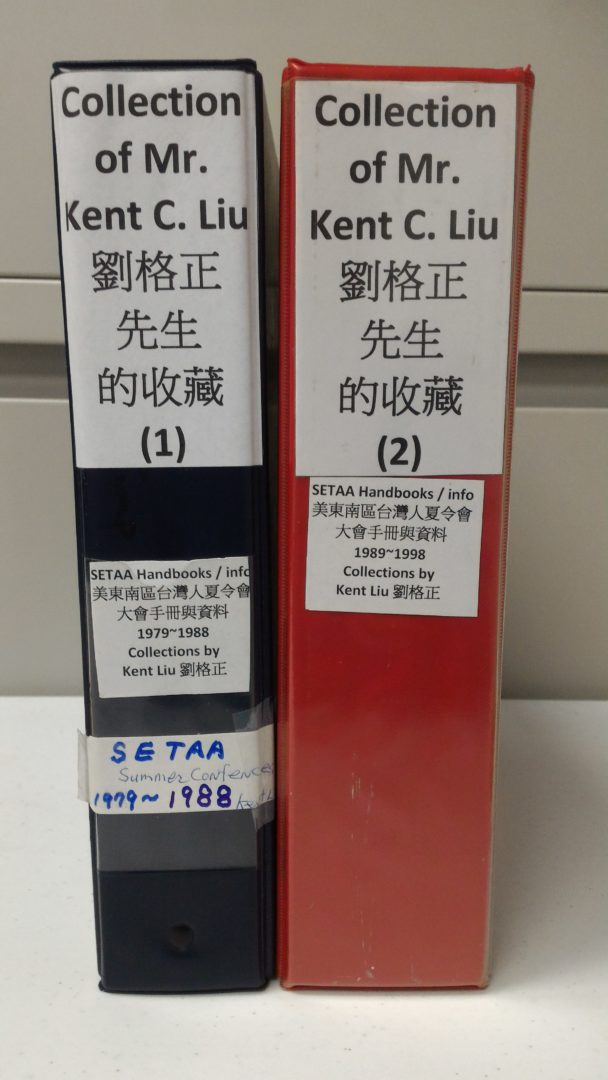 Collection
of Mr.
Kent C. Liu
劉格正
先生
的收藏
(1)
SETAA Handbooks / info
美東南區台灣人夏令會
大會手冊與資料
1979~1988
Collections by
Kent Liu 劉格正
SETAA
Summer Confences
1979~1988
Collection
of Mr.
Kent C. Liu
劉格正
先生
的收藏
(2)
SETAA Handbooks / info
美東南區台灣人夏令會
大會手冊與資料
1989~1998
Collections by
Kent Liu 劉格正